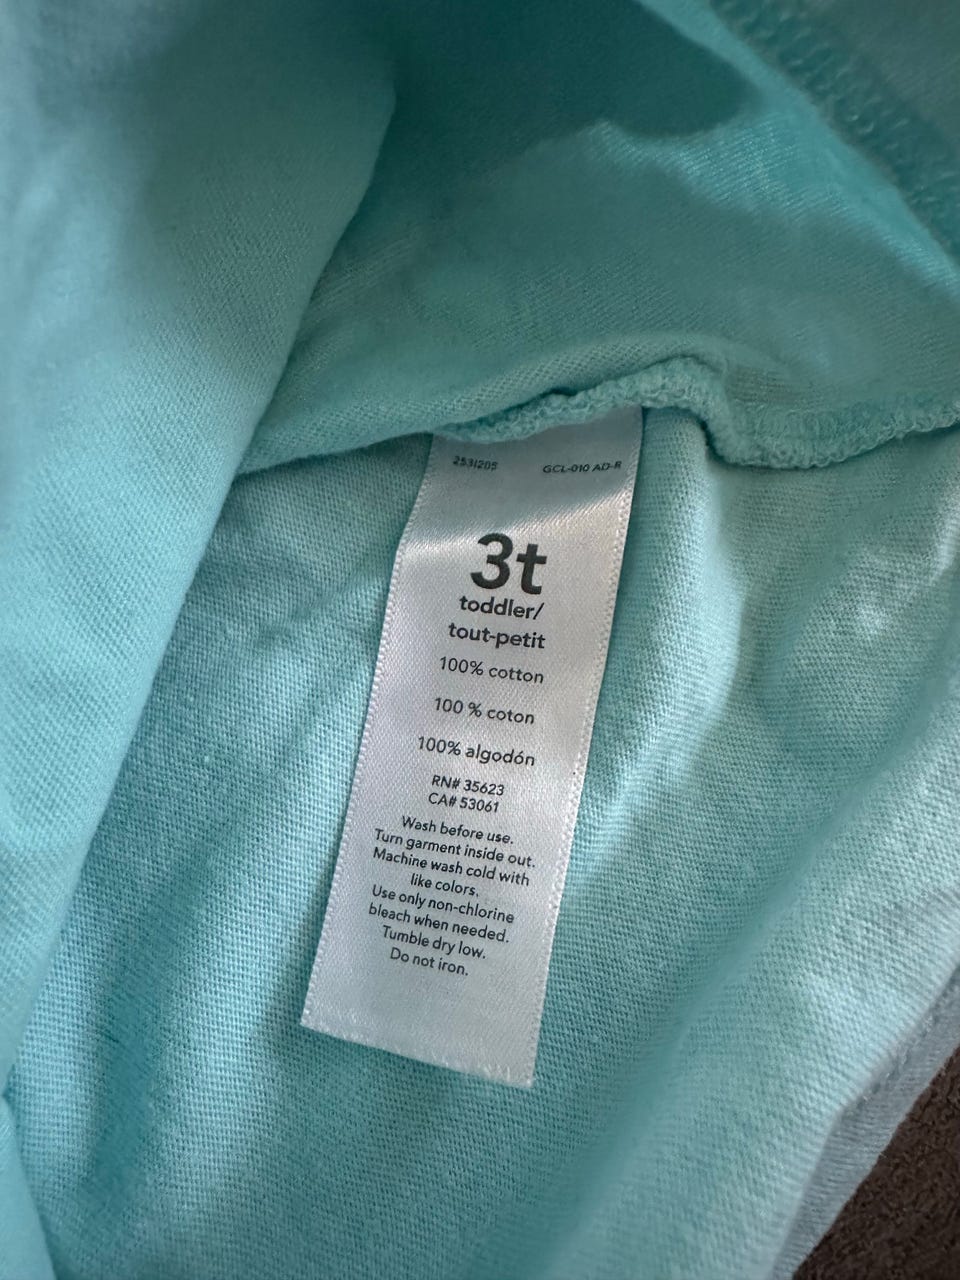 2531205 GCL-010 AD-R
3t
toddler/
tout-petit
100% cotton
100 % coton
100% algodón
RN# 35623
CA# 53061
Wash before use.
Turn garment inside out.
Machine wash cold with
like colors.
Use only non-chlorine
bleach when needed.
Tumble dry low.
Do not iron.